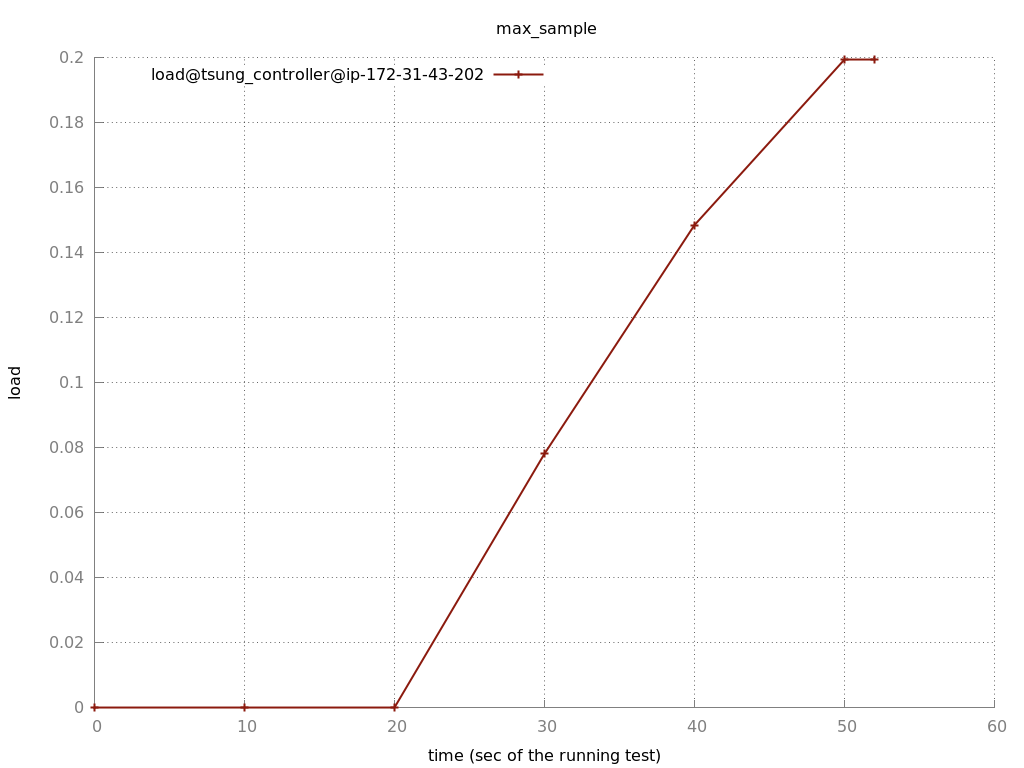 max_sample
load@tsung_controller@ip-172-31-43-202
0.2
0.18
0.16
0.14
0.12
0.1
0.08
0.06
0.04
0.02
0
load
0 10 20 30 40 50 60
time (sec of the running test)